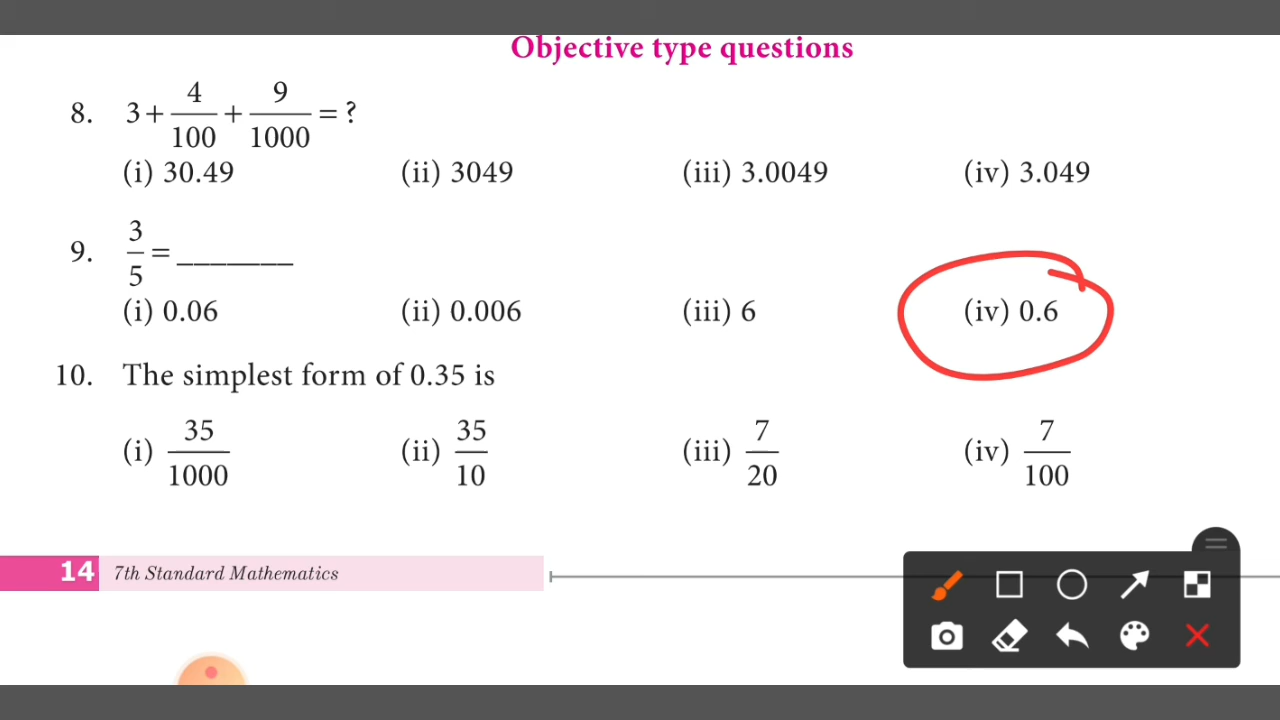 Objective type questions
8. 3 + 4/100 + 9/1000 = ?
(i) 30.49 (ii) 3049 (iii) 3.0049 (iv) 3.049
9. 3/5 = _______
(i) 0.06 (ii) 0.006 (iii) 6 (iv) 0.6
10. The simplest form of 0.35 is
(i) 35/1000 (ii) 35/10 (iii) 7/20 (iv) 7/100
14 7th Standard Mathematics